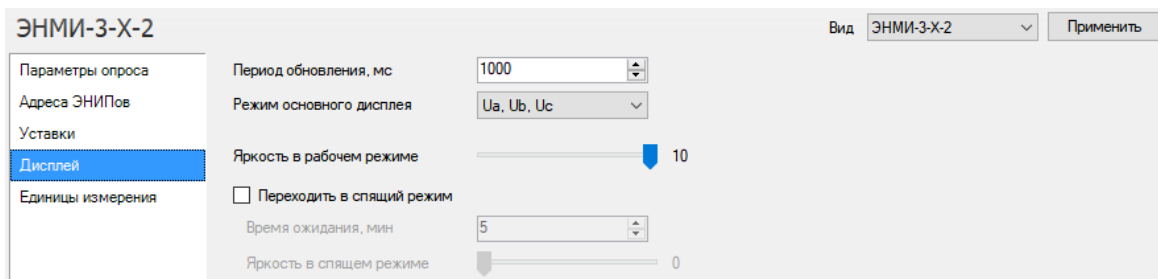 ЭНМИ-3-Х-2
Вид ЭНМИ-3-Х-2 Применить
Параметры опроса
Адреса ЭНИПов
Уставки
Дисплей
Единицы измерения
Период обновления, мс 1000
Режим основного дисплея Ua, Ub, Uc
Яркость в рабочем режиме 10
Переходить в спящий режим
Время ожидания, мин 5
Яркость в спящем режиме 0